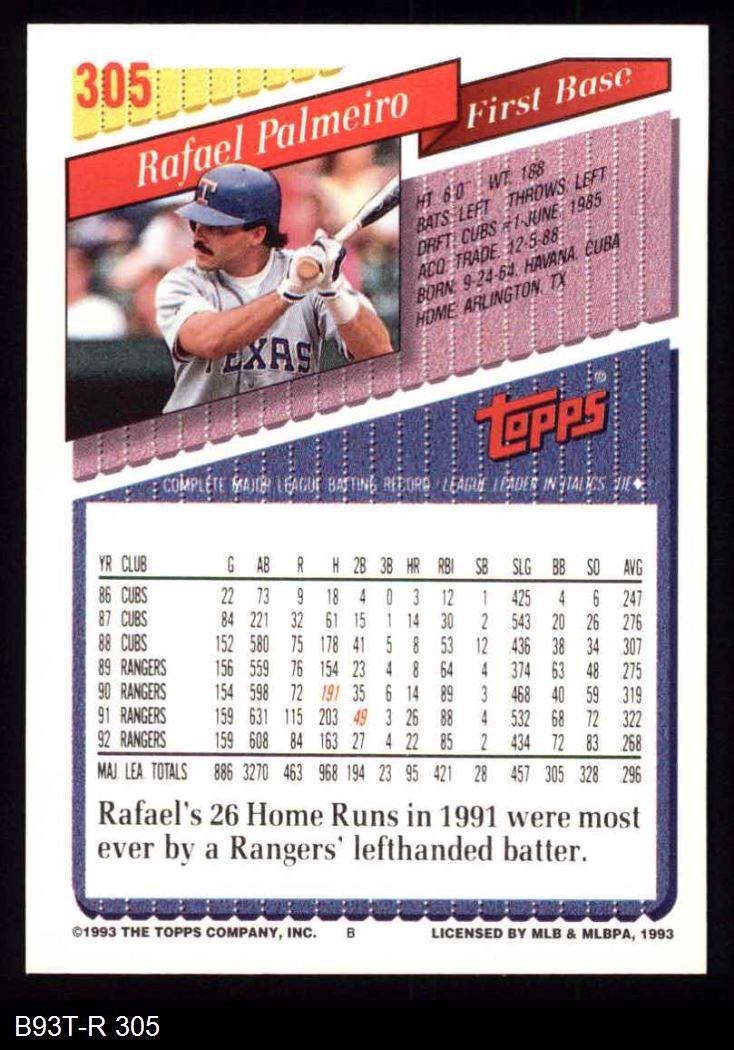 305
Rafael Palmeiro
First Base
HT. 6'0" WT. 188
BATS: LEFT THROWS: LEFT
DRFT: CUBS #1-JUNE, 1985
ACQ: TRADE, 12-5-88
BORN: 9-24-64, HAVANA, CUBA
HOME: ARLINGTON, TX
T
TEXAS
topps®
COMPLETE MAJOR LEAGUE BATTING RECORD LEAGUE LEADER IN ITALICS TIE◆
YR CLUB G AB R H 2B 3B HR RBI SB SLG BB SO AVG
86 CUBS 22 73 9 18 4 0 3 12 1 425 4 6 247
87 CUBS 84 221 32 61 15 1 14 30 2 543 20 26 276
88 CUBS 152 580 75 178 41 5 8 53 12 436 38 34 307
89 RANGERS 156 559 76 154 23 4 8 64 4 374 63 48 275
90 RANGERS 154 598 72 191 35 6 14 89 3 468 40 59 319
91 RANGERS 159 631 115 203 49 3 26 88 4 532 68 72 322
92 RANGERS 159 608 84 163 27 4 22 85 2 434 72 83 268
MAJ. LEA. TOTALS 886 3270 463 968 194 23 95 421 28 457 305 328 296
Rafael's 26 Home Runs in 1991 were most
ever by a Rangers' lefthanded batter.
©1993 THE TOPPS COMPANY, INC. B LICENSED BY MLB & MLBPA, 1993
B93T-R 305